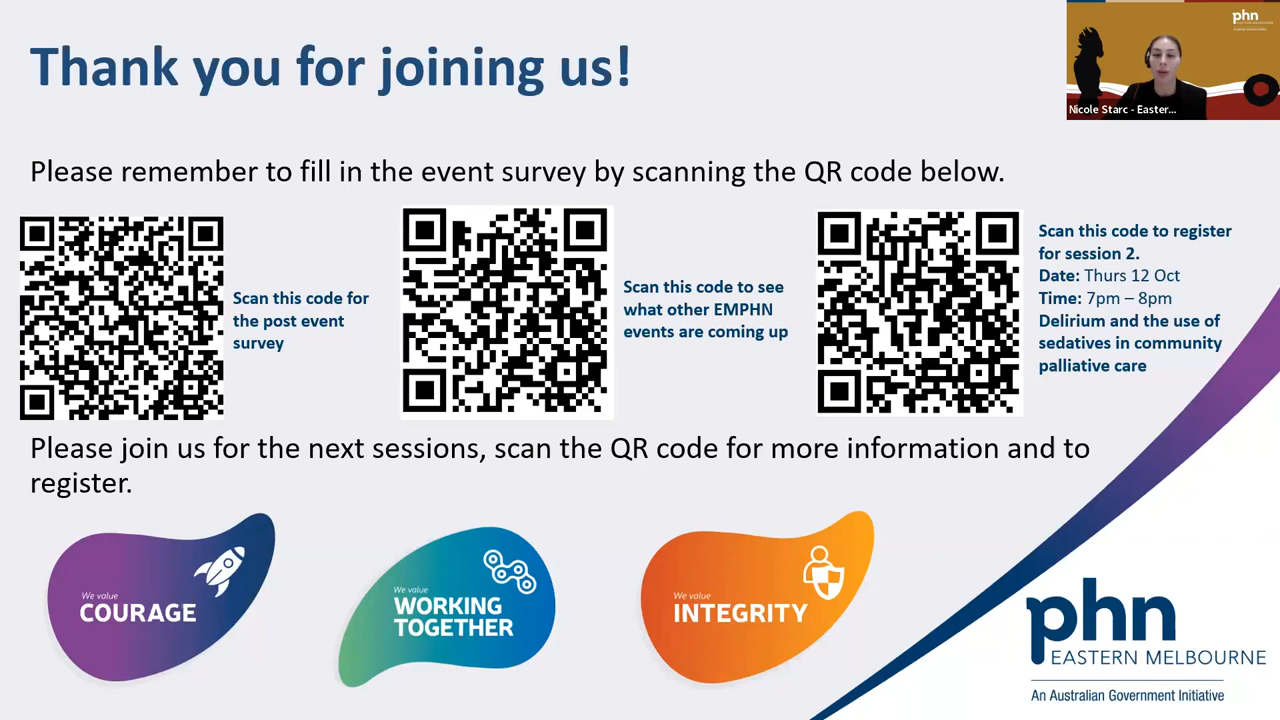 Thank you for joining us!
phn
Nicole Starc - Easter...
Please remember to fill in the event survey by scanning the QR code below.
Scan this code for
the post event
survey
Scan this code to see
what other EMPHN
events are coming up
Scan this code to register
for session 2.
Date: Thurs 12 Oct
Time: 7pm – 8pm
Delirium and the use of
sedatives in community
palliative care
Please join us for the next sessions, scan the QR code for more information and to
register.
We value
COURAGE
We value
WORKING
TOGETHER
We value
INTEGRITY
phn
EASTERN MELBOURNE
An Australian Government Initiative